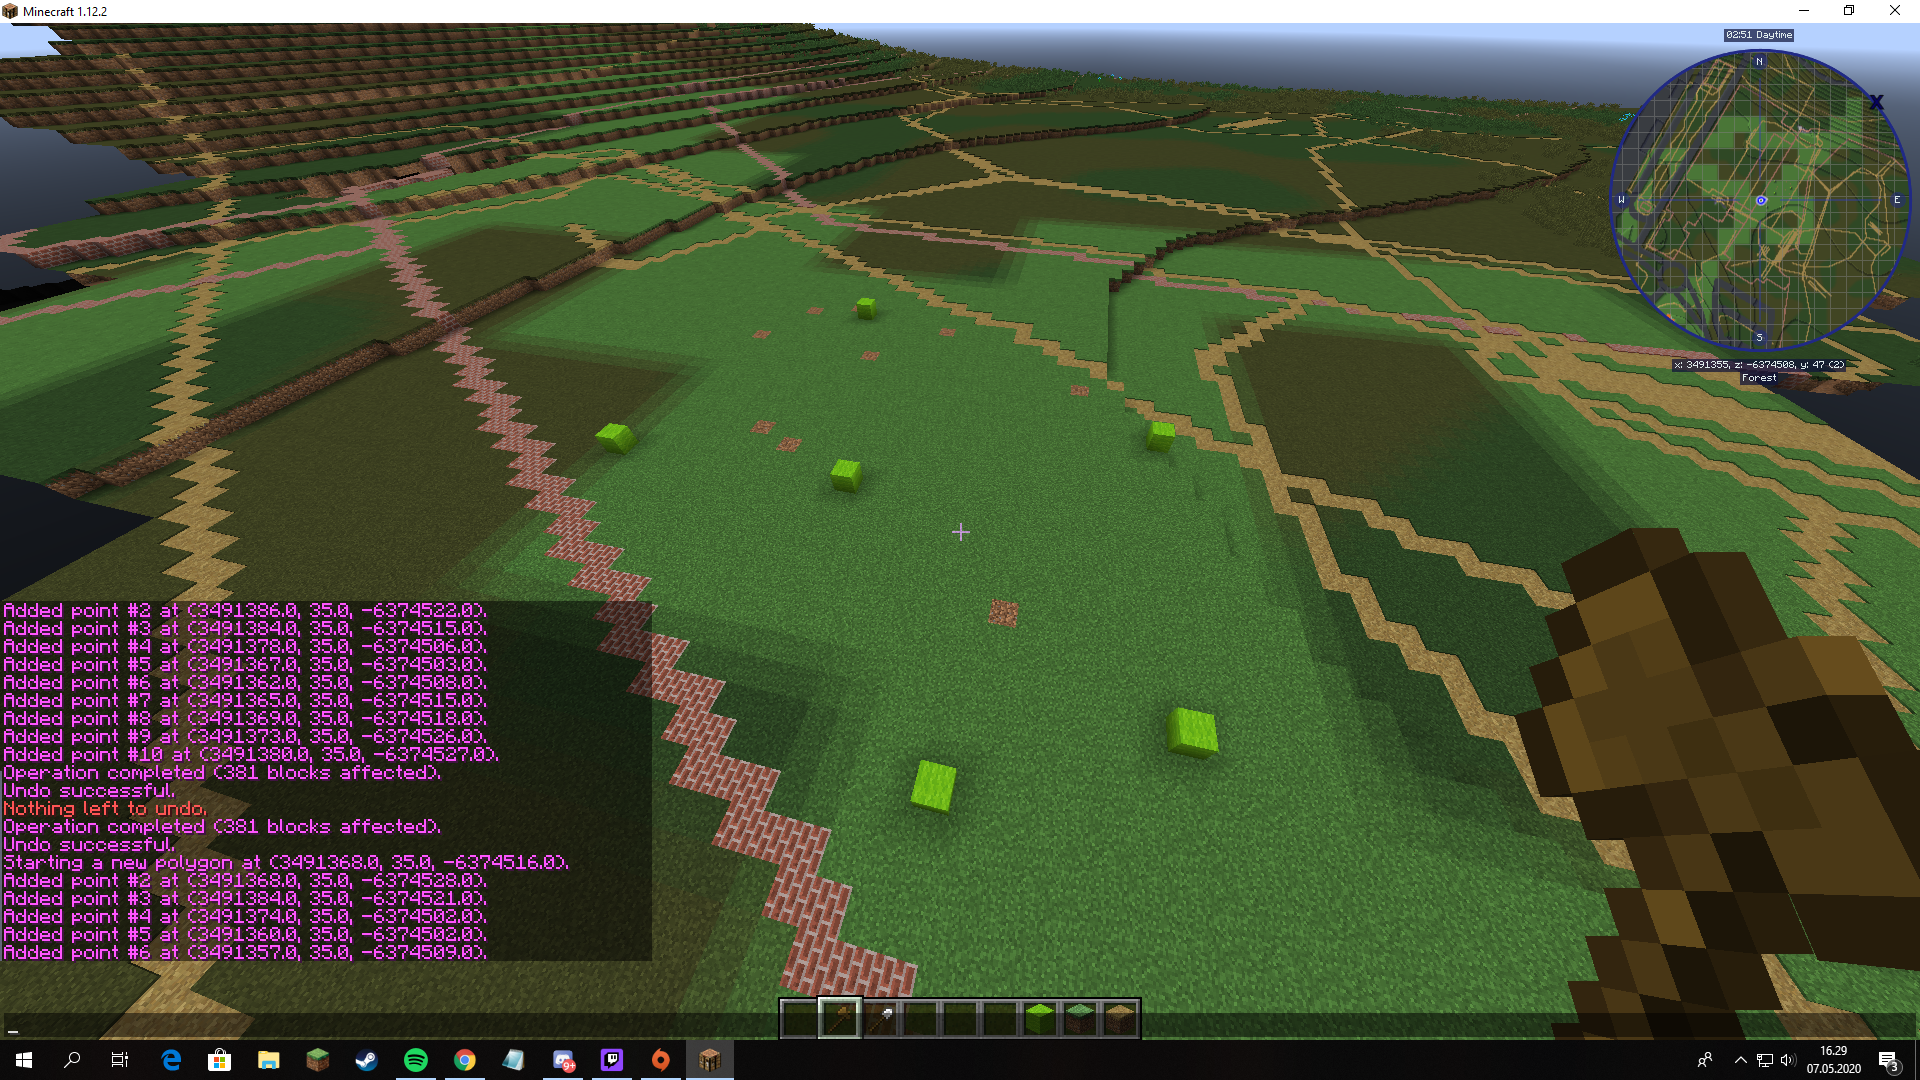 Minecraft 1.12.2
02:51 Daytime
N
X
W
E
S
x: 3491355, z: -6374508, y: 47 (2)
Forest
Added point #2 at (3491386.0, 35.0, -6374522.0).
Added point #3 at (3491384.0, 35.0, -6374515.0).
Added point #4 at (3491378.0, 35.0, -6374506.0).
Added point #5 at (3491367.0, 35.0, -6374503.0).
Added point #6 at (3491362.0, 35.0, -6374508.0).
Added point #7 at (3491365.0, 35.0, -6374515.0).
Added point #8 at (3491369.0, 35.0, -6374518.0).
Added point #9 at (3491373.0, 35.0, -6374526.0).
Added point #10 at (3491380.0, 35.0, -6374527.0).
Operation completed (381 blocks affected).
Undo successful.
Nothing left to undo.
Operation completed (381 blocks affected).
Undo successful.
Starting a new polygon at (3491368.0, 35.0, -6374516.0).
Added point #2 at (3491368.0, 35.0, -6374528.0).
Added point #3 at (3491384.0, 35.0, -6374521.0).
Added point #4 at (3491374.0, 35.0, -6374502.0).
Added point #5 at (3491360.0, 35.0, -6374502.0).
Added point #6 at (3491357.0, 35.0, -6374509.0).
_
9+
16.29
07.05.2020
3